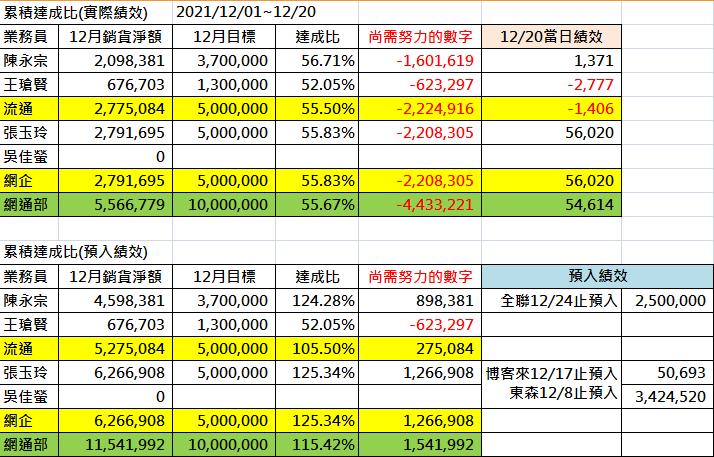 累積達成比(實際績效) 2021/12/01~12/20
業務員 12月銷貨淨額 12月目標 達成比 尚需努力的數字 12/20當日績效
陳永宗 2,098,381 3,700,000 56.71% -1,601,619 1,371
王瑲賢 676,703 1,300,000 52.05% -623,297 -2,777
流通 2,775,084 5,000,000 55.50% -2,224,916 -1,406
張玉玲 2,791,695 5,000,000 55.83% -2,208,305 56,020
吳佳螢 0
網企 2,791,695 5,000,000 55.83% -2,208,305 56,020
網通部 5,566,779 10,000,000 55.67% -4,433,221 54,614
累積達成比(預入績效)
業務員 12月銷貨淨額 12月目標 達成比 尚需努力的數字 預入績效
陳永宗 4,598,381 3,700,000 124.28% 898,381 全聯12/24止預入 2,500,000
王瑲賢 676,703 1,300,000 52.05% -623,297
流通 5,275,084 5,000,000 105.50% 275,084
張玉玲 6,266,908 5,000,000 125.34% 1,266,908 博客來12/17止預入 50,693
吳佳螢 0 東森12/8止預入 3,424,520
網企 6,266,908 5,000,000 125.34% 1,266,908
網通部 11,541,992 10,000,000 115.42% 1,541,992